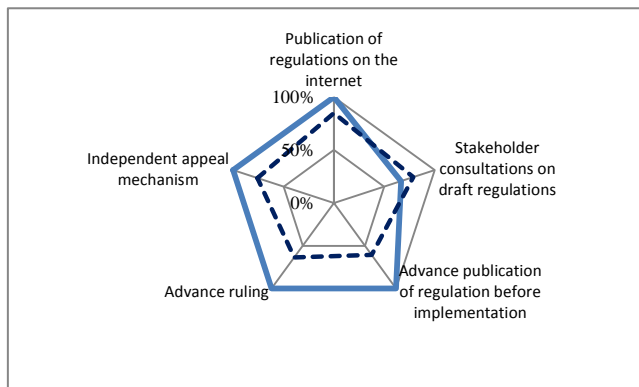 Publication of
regulations on the
internet
100%
Stakeholder
consultations on
draft regulations
50%
Independent appeal
mechanism
0%
Advance publication
of regulation before
implementation
Advance ruling